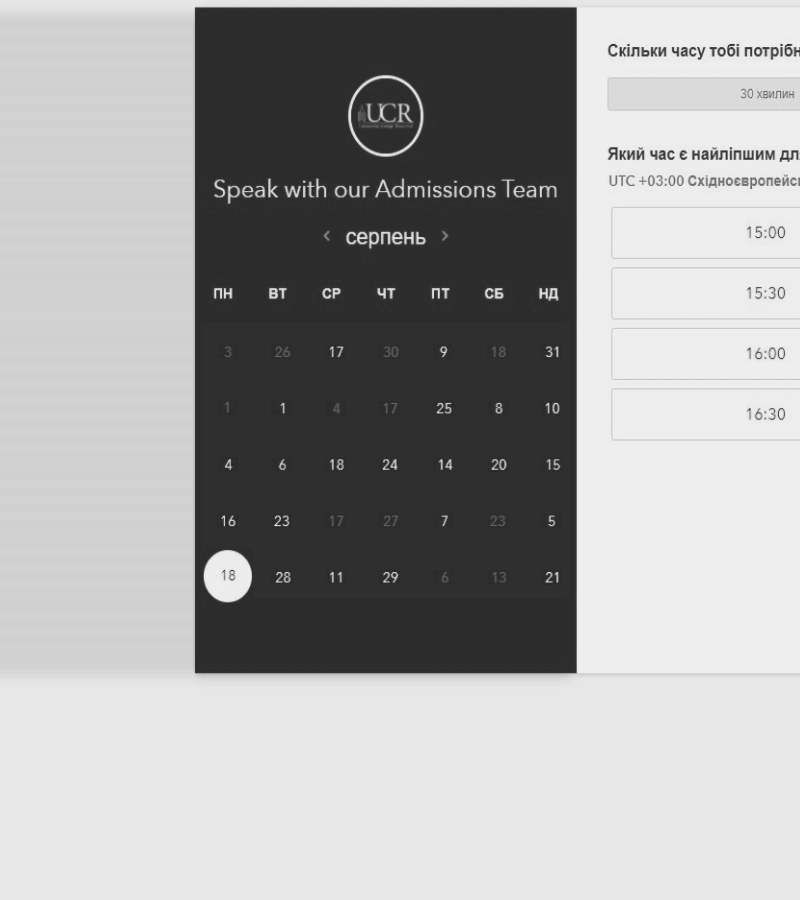 UCR
Speak with our Admissions Team
серпень
ПН ВТ СР ЧТ ПТ СБ НД
3 26 17 30 9 18 31
1 1 4 17 25 8 10
4 6 18 24 14 20 15
16 23 17 27 7 23 5
18 28 11 29 6 13 21
Скільки часу тобі потрібн
30 хвилин
Який час є найліпшим дл
UTC +03:00 Східноєвропейс
15:00
15:30
16:00
16:30